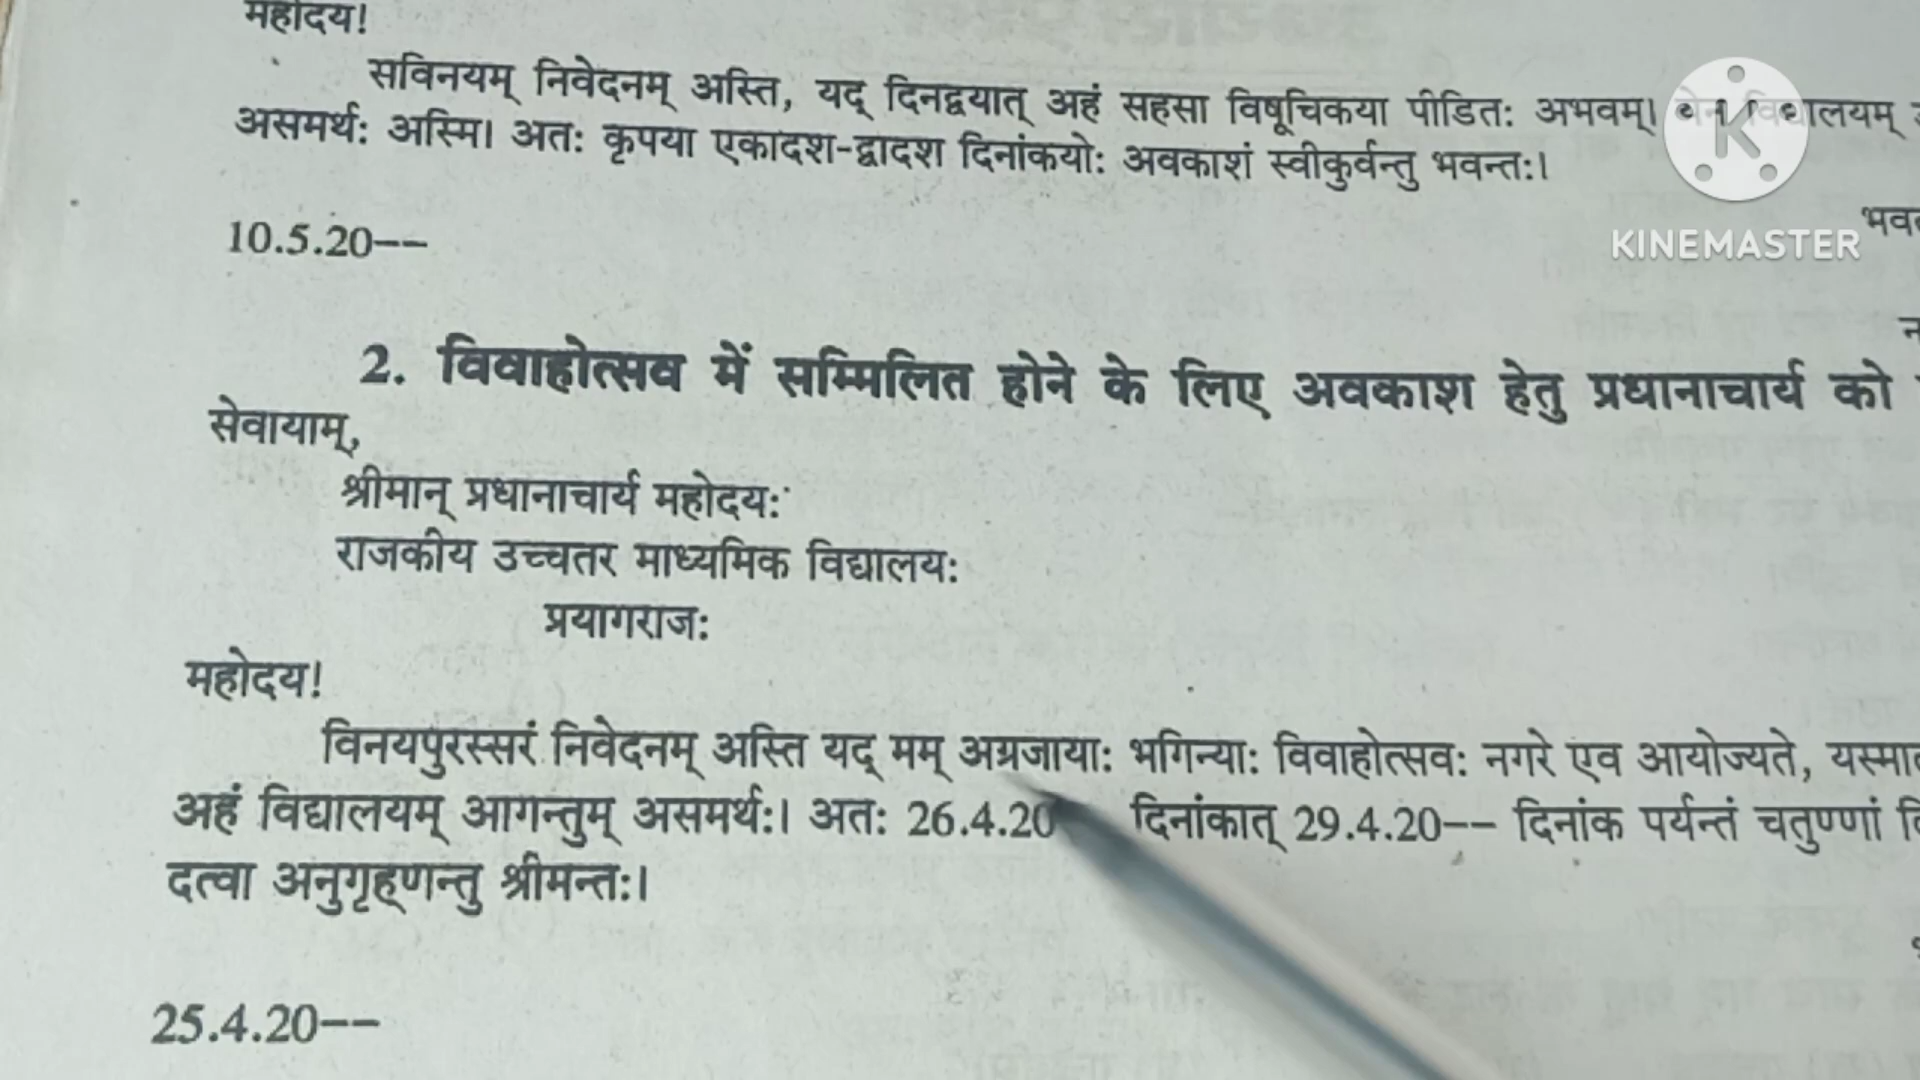 महोदय!
सविनयम् निवेदनम् अस्ति, यद् दिनद्वयात् अहं सहसा विषूचिकया पीडितः अभवम्।
असमर्थः अस्मि। अतः कृपया एकादश-द्वादश दिनांकयोः अवकाशं स्वीकुर्वन्तु भवन्तः।
KINEMASTER
10.5.20--
2. विवाहोत्सव में सम्मिलित होने के लिए अवकाश हेतु प्रधानाचार्य को
सेवायाम्,
श्रीमान् प्रधानाचार्य महोदयः
राजकीय उच्चतर माध्यमिक विद्यालयः
प्रयागराजः
महोदय!
विनयपुरस्सरं निवेदनम् अस्ति यद् मम् अग्रजायाः भगिन्याः विवाहोत्सवः नगरे एव आयोज्यते,
अहं विद्यालयम् आगन्तुम् असमर्थः। अतः 26.4.20 दिनांकात् 29.4.20-- दिनांक पर्यन्तं चतुण्णां
दत्वा अनुगृह्णन्तु श्रीमन्तः।
25.4.20--